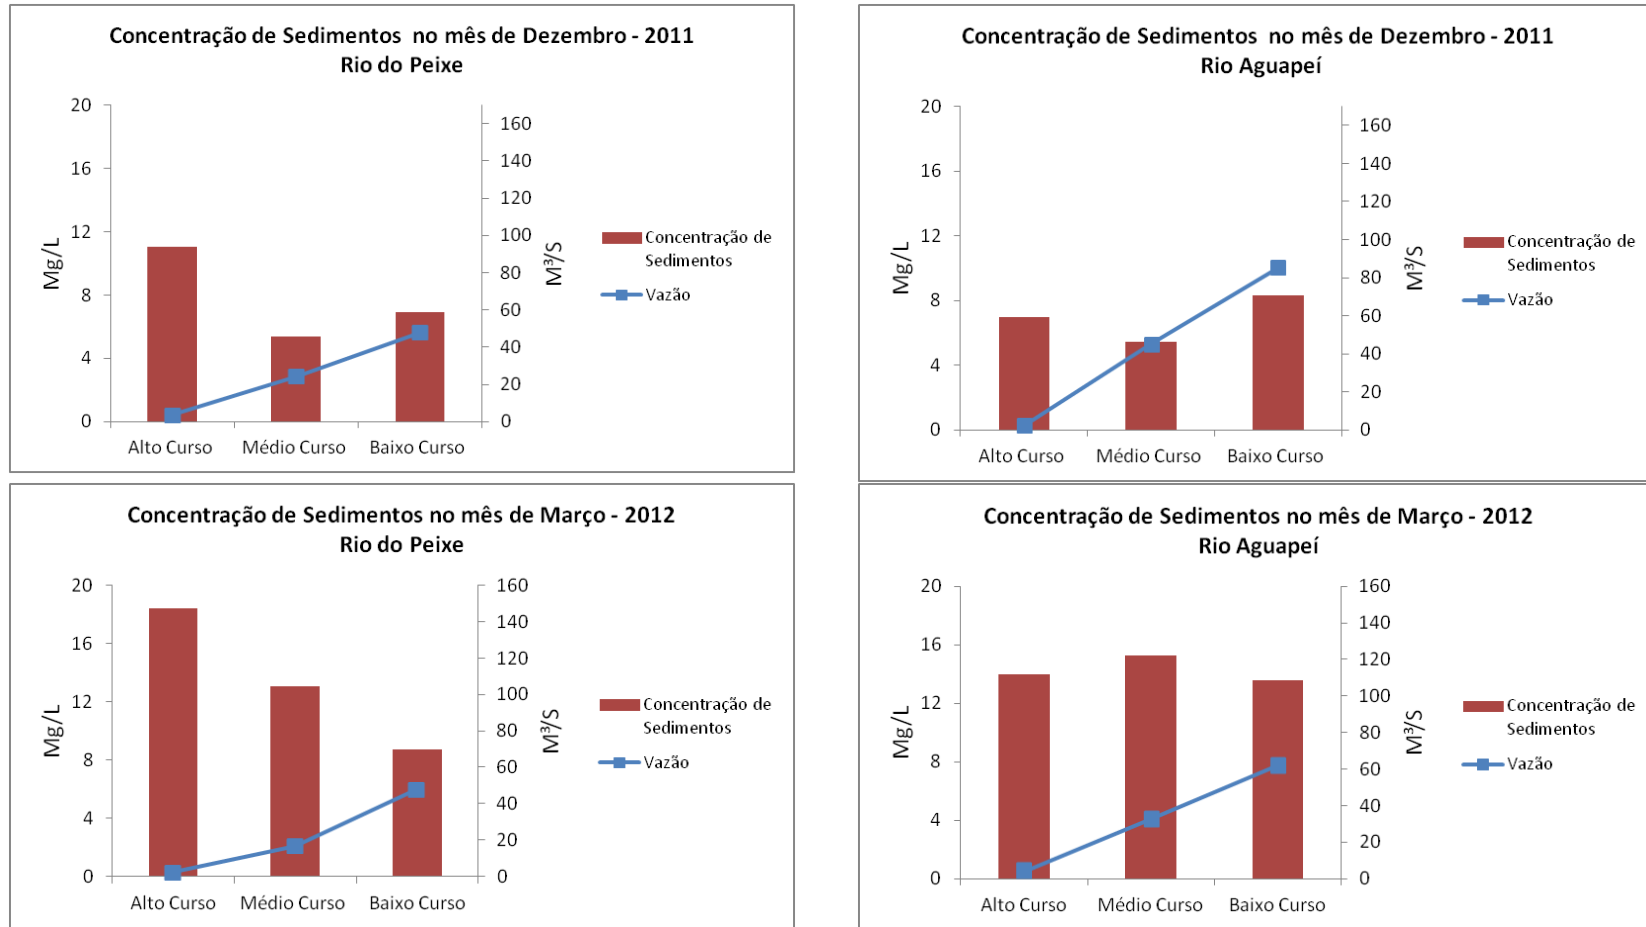 Concentração de Sedimentos no mês de Dezembro - 2011
Rio do Peixe
20
16
12
8
4
0
Mg/L
160
140
120
100
80
60
40
20
0
M³/S
Alto Curso
Médio Curso
Baixo Curso
Concentração de
Sedimentos
Vazão
Concentração de Sedimentos no mês de Dezembro - 2011
Rio Aguapeí
20
16
12
8
4
0
Mg/L
160
140
120
100
80
60
40
20
0
M³/S
Alto Curso
Médio Curso
Baixo Curso
Concentração de
Sedimentos
Vazão
Concentração de Sedimentos no mês de Março - 2012
Rio do Peixe
20
16
12
8
4
0
Mg/L
160
140
120
100
80
60
40
20
0
M³/S
Alto Curso
Médio Curso
Baixo Curso
Concentração de
Sedimentos
Vazão
Concentração de Sedimentos no mês de Março - 2012
Rio Aguapeí
20
16
12
8
4
0
Mg/L
160
140
120
100
80
60
40
20
0
M³/S
Alto Curso
Médio Curso
Baixo Curso
Concentração de
Sedimentos
Vazão